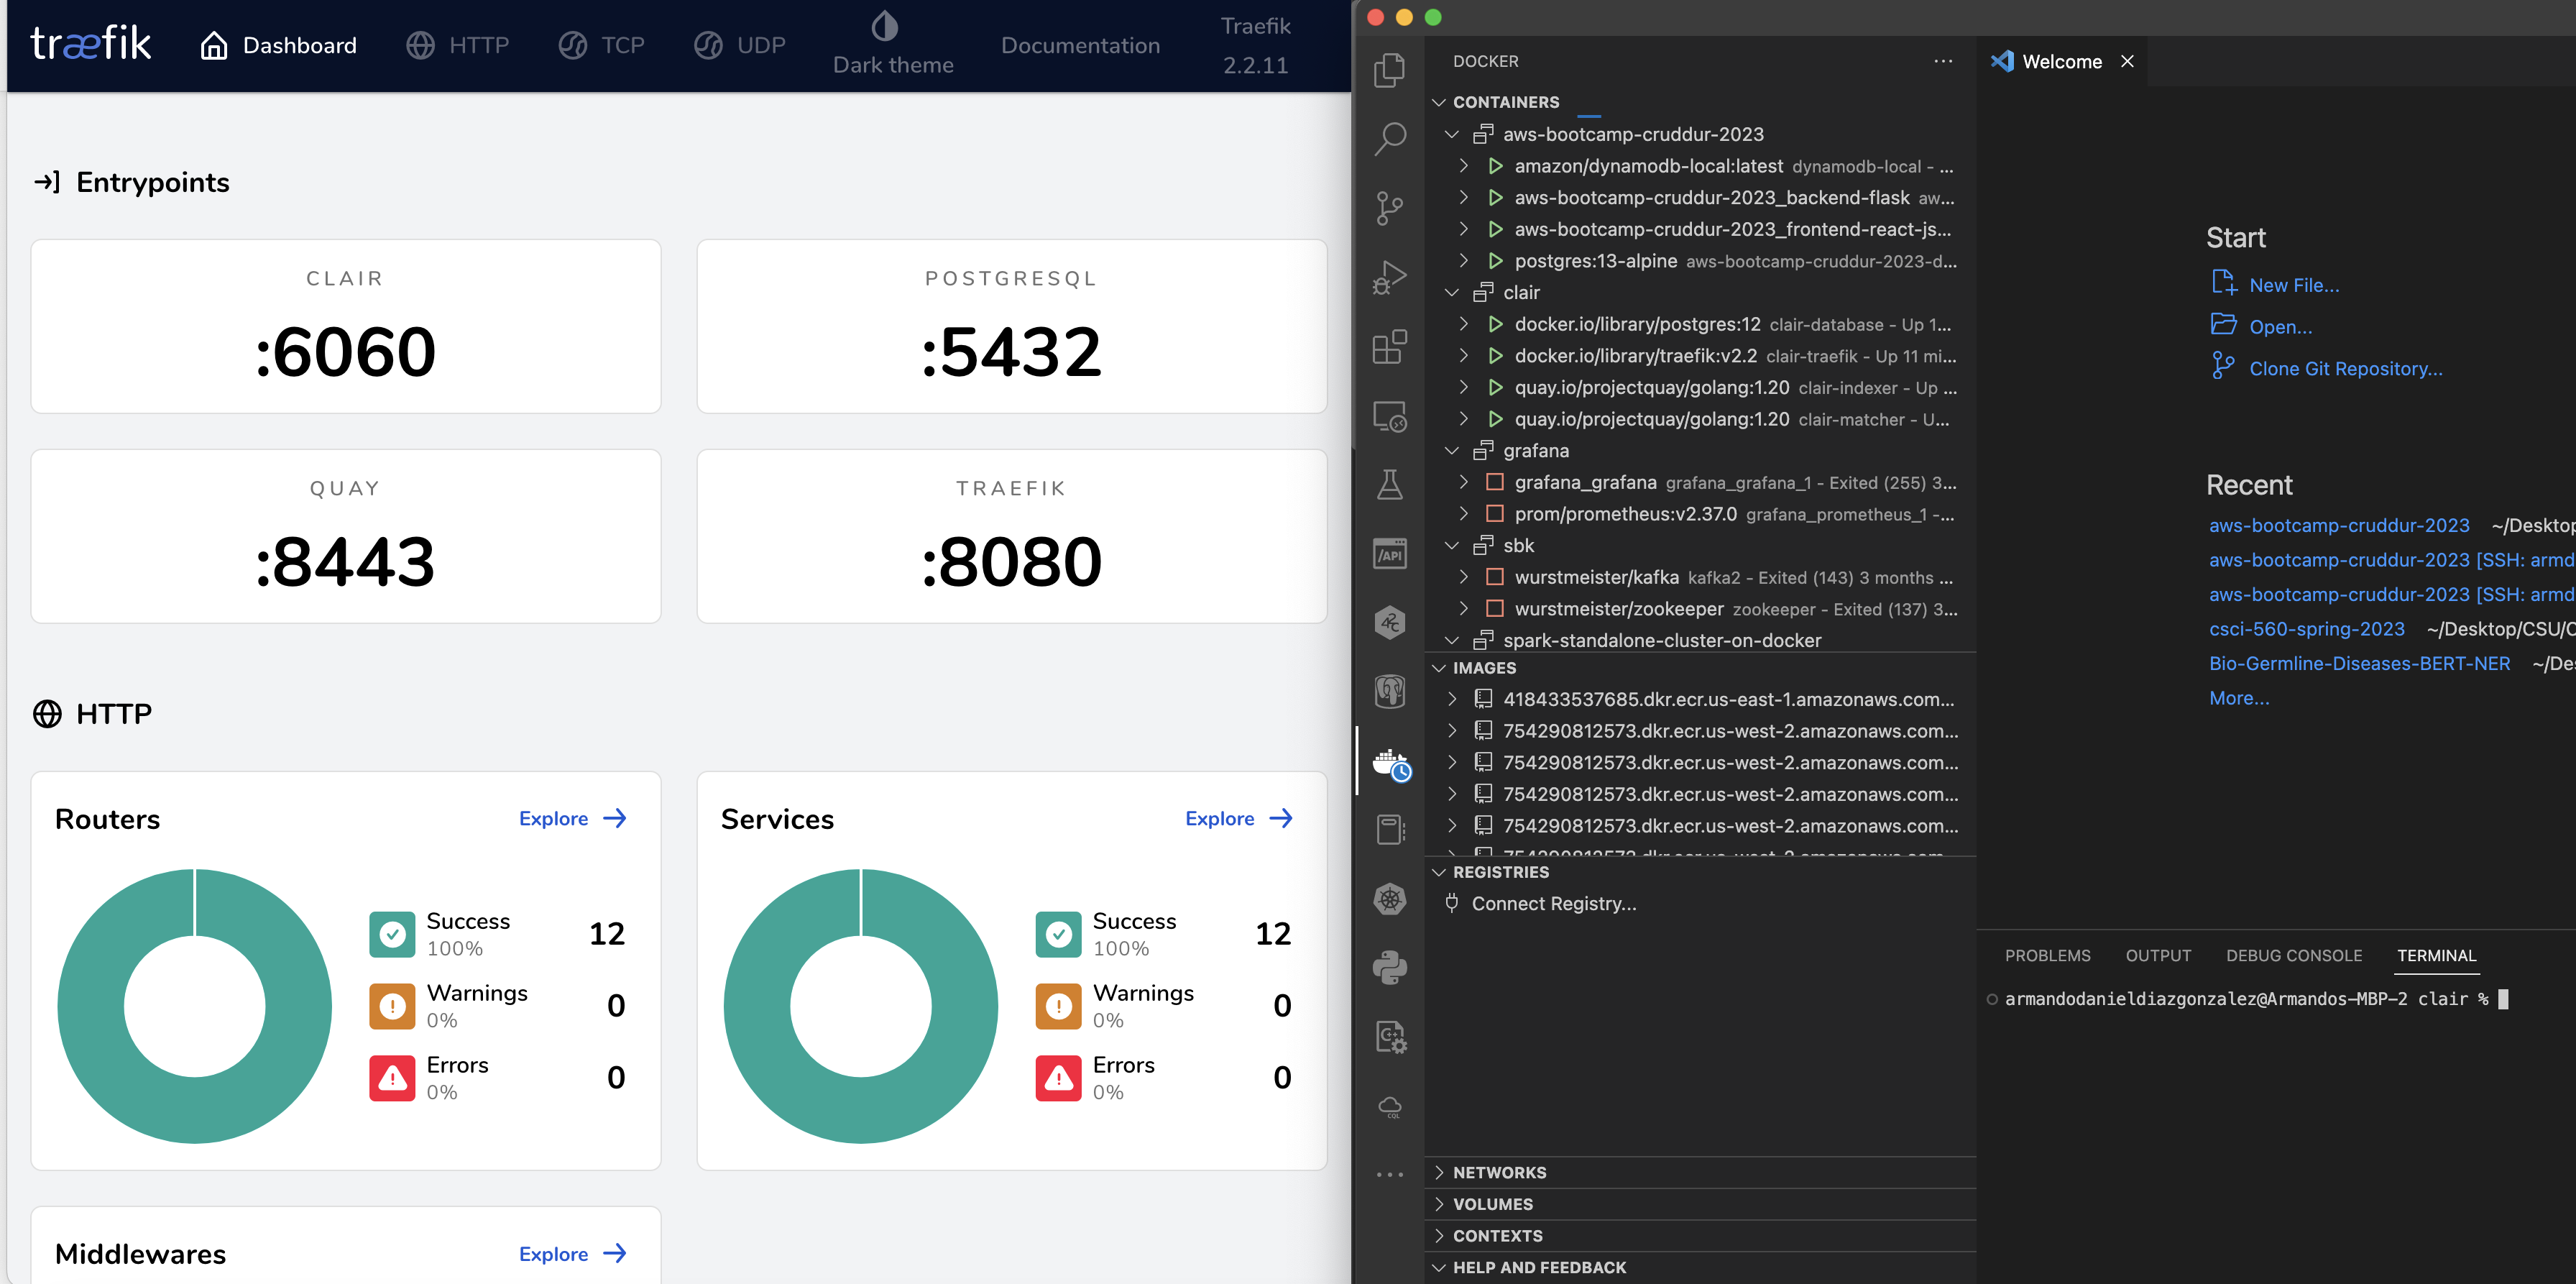 træfik
Dashboard
HTTP
TCP
UDP
Dark theme
Documentation
Traefik
2.2.11
Entrypoints
CLAIR
:6060
POSTGRESQL
:5432
QUAY
:8443
TRAEFIK
:8080
HTTP
Routers
Explore
Success
100%
12
Warnings
0%
0
Errors
0%
0
Services
Explore
Success
100%
12
Warnings
0%
0
Errors
0%
0
Middlewares
Explore
DOCKER
CONTAINERS
aws-bootcamp-cruddur-2023
amazon/dynamodb-local:latest dynamodb-local - ...
aws-bootcamp-cruddur-2023_backend-flask aw...
aws-bootcamp-cruddur-2023_frontend-react-js...
postgres:13-alpine aws-bootcamp-cruddur-2023-d...
clair
docker.io/library/postgres:12 clair-database - Up 1...
docker.io/library/traefik:v2.2 clair-traefik - Up 11 mi...
quay.io/projectquay/golang:1.20 clair-indexer - Up ...
quay.io/projectquay/golang:1.20 clair-matcher - U...
grafana
grafana_grafana grafana_grafana_1 - Exited (255) 3...
prom/prometheus:v2.37.0 grafana_prometheus_1 -...
sbk
wurstmeister/kafka kafka2 - Exited (143) 3 months ...
wurstmeister/zookeeper zookeeper - Exited (137) 3...
spark-standalone-cluster-on-docker
IMAGES
418433537685.dkr.ecr.us-east-1.amazonaws.com...
754290812573.dkr.ecr.us-west-2.amazonaws.com...
754290812573.dkr.ecr.us-west-2.amazonaws.com...
754290812573.dkr.ecr.us-west-2.amazonaws.com...
754290812573.dkr.ecr.us-west-2.amazonaws.com...
REGISTRIES
Connect Registry...
NETWORKS
VOLUMES
CONTEXTS
HELP AND FEEDBACK
/API
42C
C++
CQL
Welcome
Start
New File...
Open...
Clone Git Repository...
Recent
aws-bootcamp-cruddur-2023 ~/Desktop
aws-bootcamp-cruddur-2023 [SSH: armd
aws-bootcamp-cruddur-2023 [SSH: armd
csci-560-spring-2023 ~/Desktop/CSU/C
Bio-Germline-Diseases-BERT-NER ~/Des
More...
PROBLEMS
OUTPUT
DEBUG CONSOLE
TERMINAL
armandodanieldiazgonzalez@Armandos-MBP-2 clair %